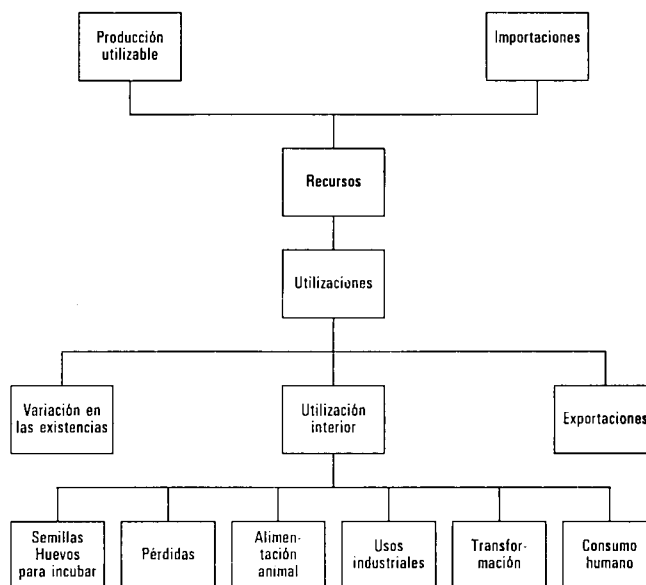 Producción
utilizable
Importaciones
Recursos
Utilizaciones
Variación en
las existencias
Utilización
interior
Exportaciones
Semillas
Huevos
para incubar
Pérdidas
Alimen-
tación
animal
Usos
industriales
Transfor-
mación
Consumo
humano